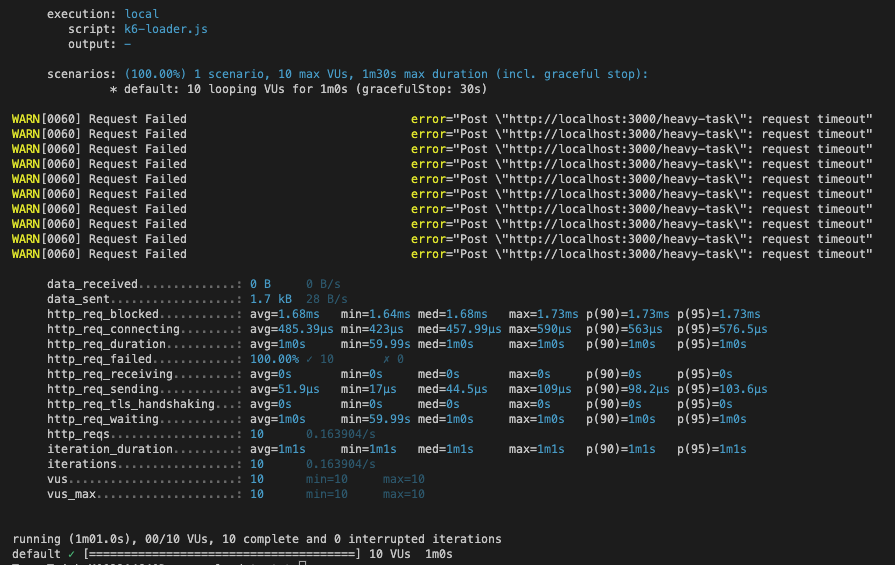 execution: local
script: k6-loader.js
output: -
scenarios: (100.00%) 1 scenario, 10 max VUs, 1m30s max duration (incl. graceful stop):
* default: 10 looping VUs for 1m0s (gracefulStop: 30s)
WARN[0060] Request Failed error="Post \"http://localhost:3000/heavy-task\": request timeout"
WARN[0060] Request Failed error="Post \"http://localhost:3000/heavy-task\": request timeout"
WARN[0060] Request Failed error="Post \"http://localhost:3000/heavy-task\": request timeout"
WARN[0060] Request Failed error="Post \"http://localhost:3000/heavy-task\": request timeout"
WARN[0060] Request Failed error="Post \"http://localhost:3000/heavy-task\": request timeout"
WARN[0060] Request Failed error="Post \"http://localhost:3000/heavy-task\": request timeout"
WARN[0060] Request Failed error="Post \"http://localhost:3000/heavy-task\": request timeout"
WARN[0060] Request Failed error="Post \"http://localhost:3000/heavy-task\": request timeout"
WARN[0060] Request Failed error="Post \"http://localhost:3000/heavy-task\": request timeout"
WARN[0060] Request Failed error="Post \"http://localhost:3000/heavy-task\": request timeout"
data_received..............: 0 B 0 B/s
data_sent..................: 1.7 kB 28 B/s
http_req_blocked...........: avg=1.68ms min=1.64ms med=1.68ms max=1.73ms p(90)=1.73ms p(95)=1.73ms
http_req_connecting........: avg=485.39µs min=423µs med=457.99µs max=590µs p(90)=563µs p(95)=576.5µs
http_req_duration..........: avg=1m0s min=59.99s med=1m0s max=1m0s p(90)=1m0s p(95)=1m0s
http_req_failed............: 100.00% ✓ 10 ✗ 0
http_req_receiving.........: avg=0s min=0s med=0s max=0s p(90)=0s p(95)=0s
http_req_sending...........: avg=51.9µs min=17µs med=44.5µs max=109µs p(90)=98.2µs p(95)=103.6µs
http_req_tls_handshaking...: avg=0s min=0s med=0s max=0s p(90)=0s p(95)=0s
http_req_waiting...........: avg=1m0s min=59.99s med=1m0s max=1m0s p(90)=1m0s p(95)=1m0s
http_reqs..................: 10 0.163904/s
iteration_duration.........: avg=1m1s min=1m1s med=1m1s max=1m1s p(90)=1m1s p(95)=1m1s
iterations.................: 10 0.163904/s
vus........................: 10 min=10 max=10
vus_max....................: 10 min=10 max=10
running (1m01.0s), 00/10 VUs, 10 complete and 0 interrupted iterations
default ✓ [======================================] 10 VUs 1m0s